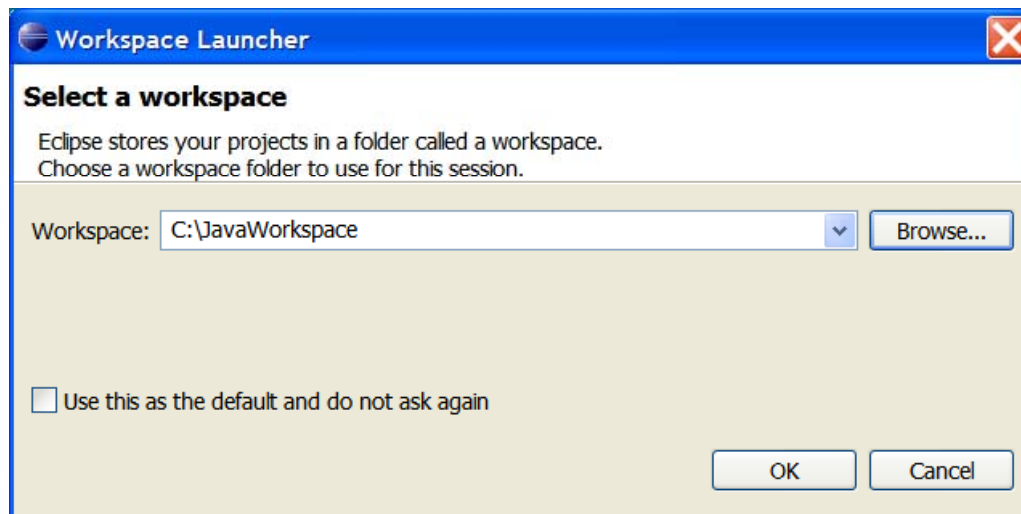 Workspace Launcher
Select a workspace
Eclipse stores your projects in a folder called a workspace.
Choose a workspace folder to use for this session.
Workspace: C:\JavaWorkspace Browse...
Use this as the default and do not ask again
OK Cancel